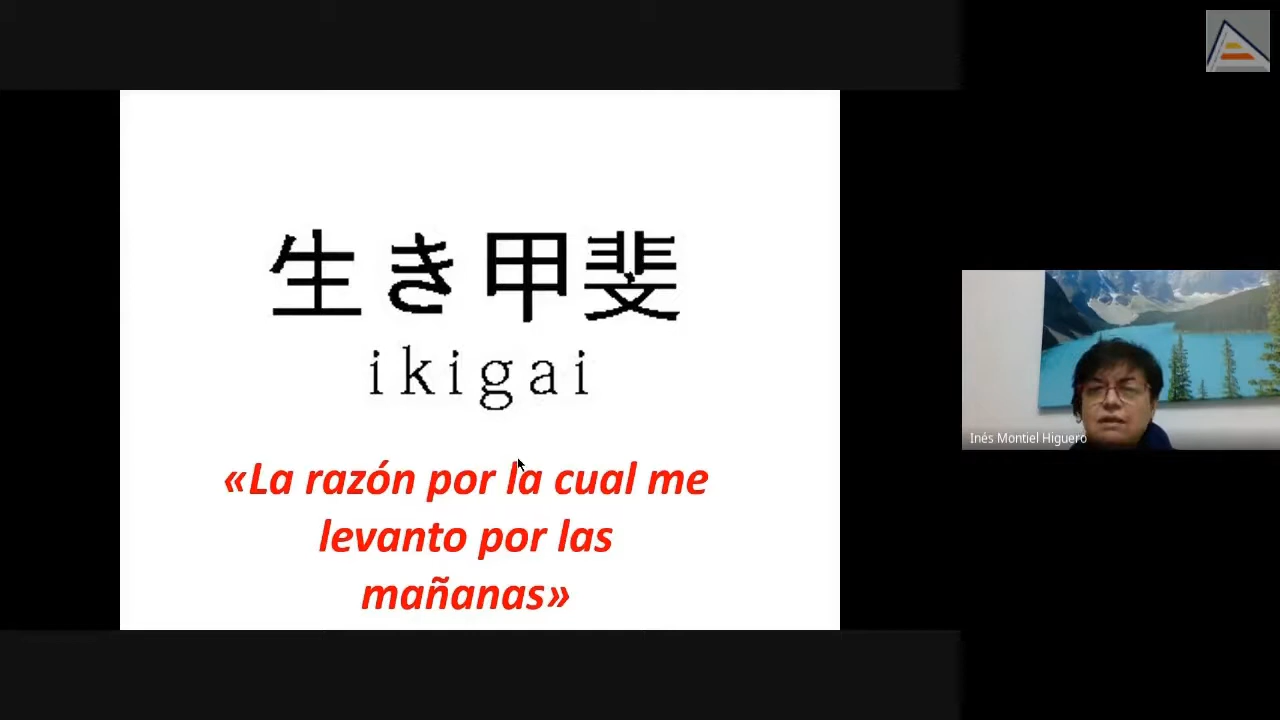 生き甲斐
ikigai
«La razón por la cual me
levanto por las
mañanas»
Inés Montiel Higuero